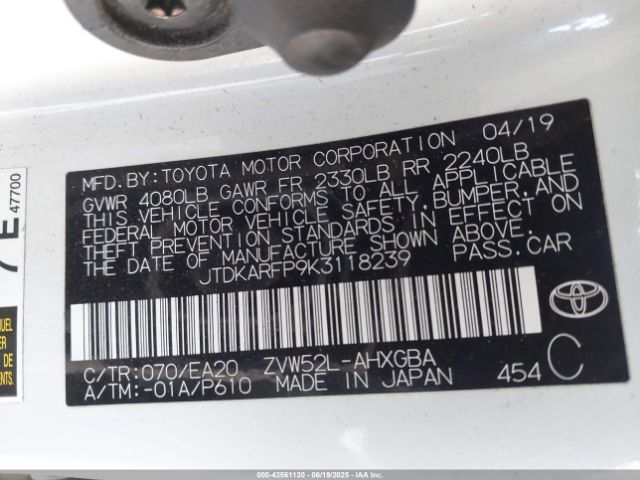 04/19
MFD.BY:TOYOTA MOTOR CORPORATION
GVWR 4080LB GAWR FR 2330LB RR 2240LB
THIS VEHICLE CONFORMS TO ALL APPLICABLE
FEDERAL MOTOR VEHICLE SAFETY,BUMPER,AND
THEFT PREVENTION STANDARDS IN EFFECT ON
THE DATE OF MANUFACTURE SHOWN ABOVE.
JTDKARFP9K3118239 PASS.CAR
C/TR:070/EA20 ZVW52L-AHXGBA
A/TM:-01A/P610 MADE IN JAPAN 454 C
TOYOTA
47700
000-42561130 - 06/19/2025 - IAAI.COM